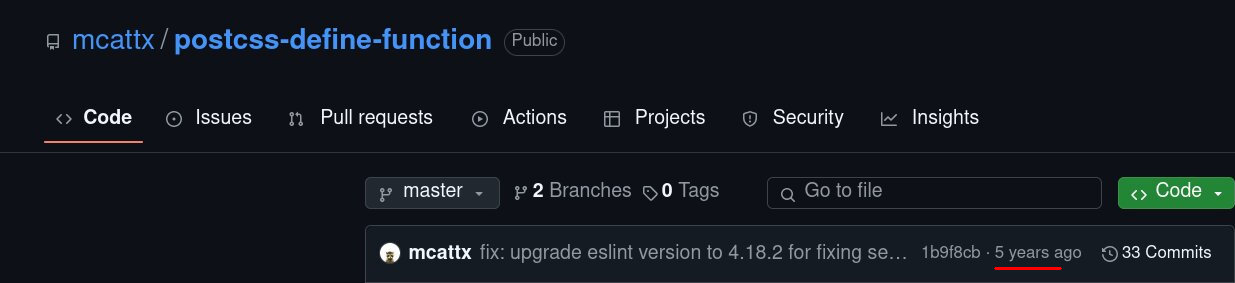 mcattx / postcss-define-function Public
Code Issues Pull requests Actions Projects Security Insights
master 2 Branches 0 Tags Go to file Code
mcattx fix: upgrade eslint version to 4.18.2 for fixing se... 1b9f8cb · 5 years ago 33 Commits